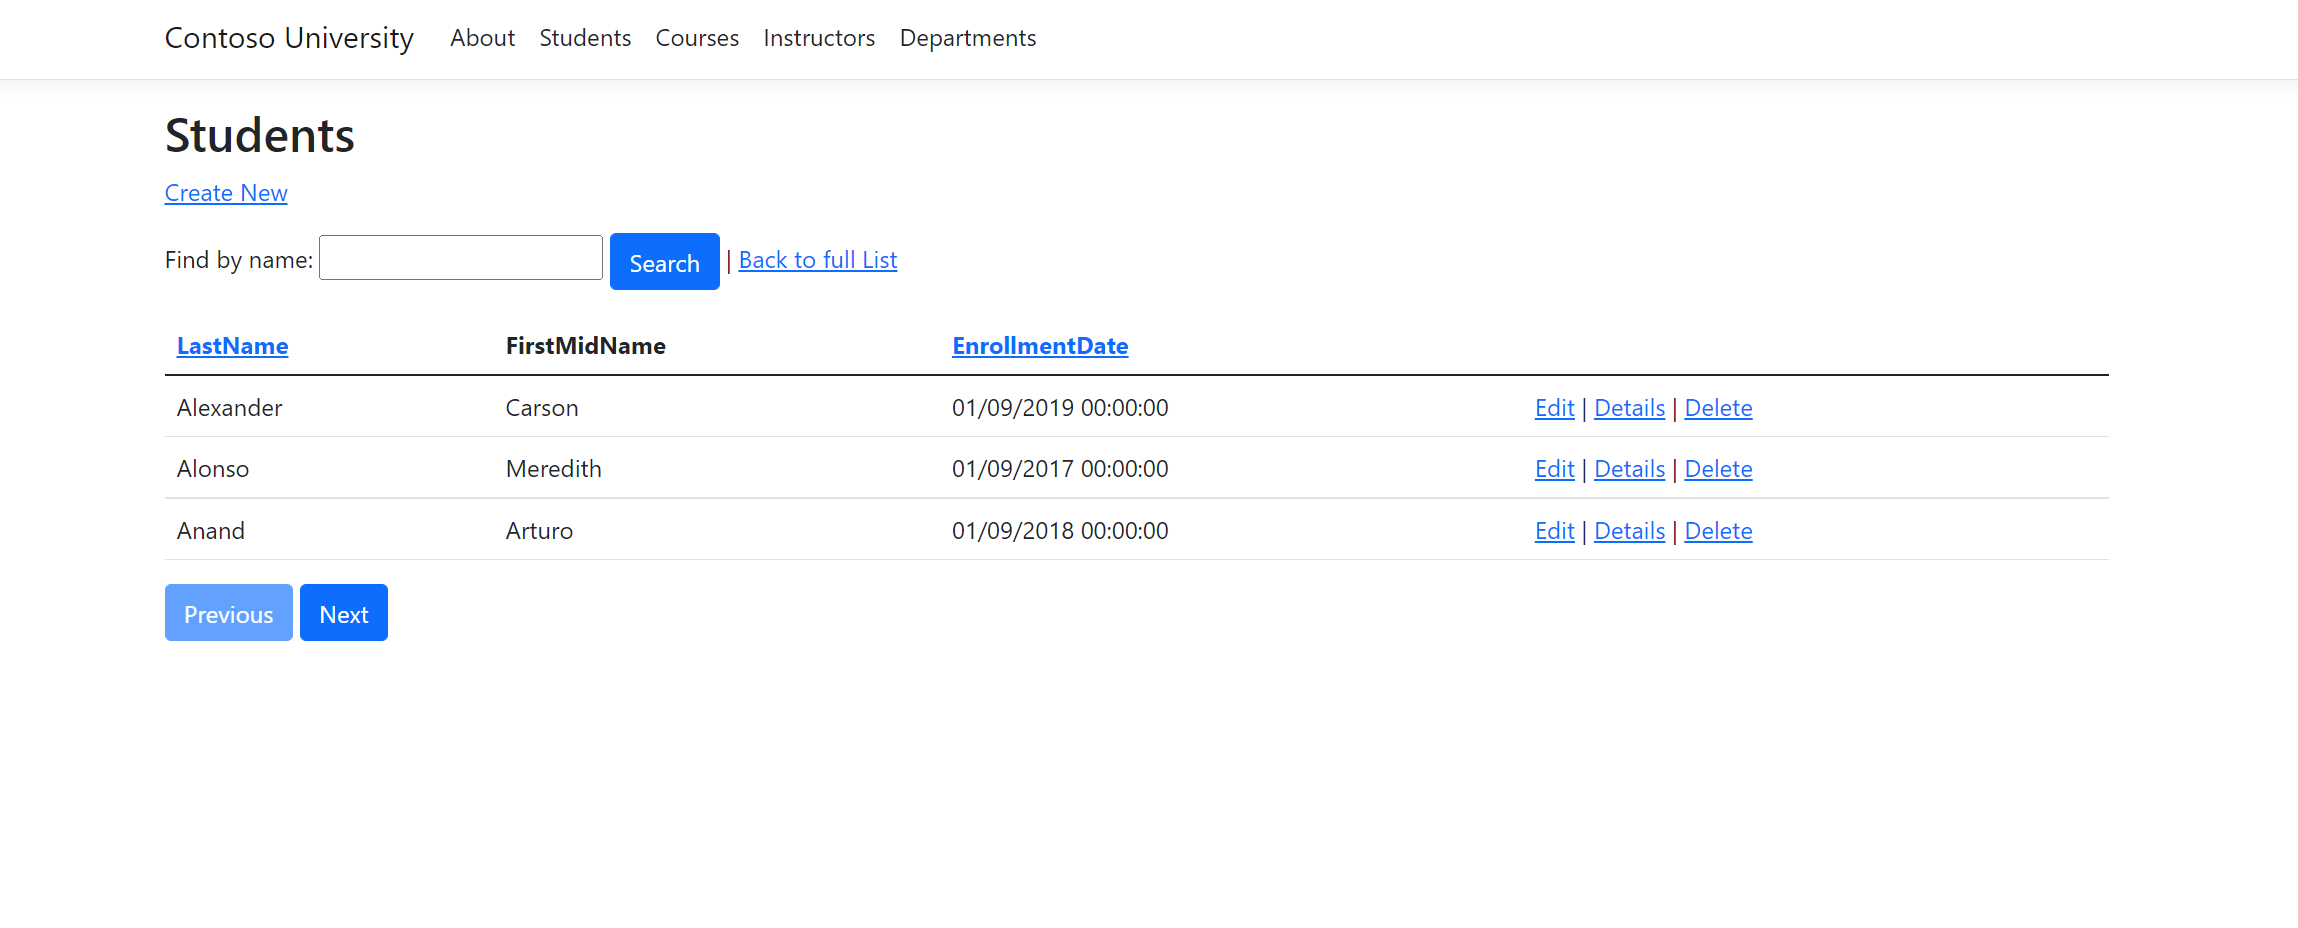 Contoso University About Students Courses Instructors Departments
Students
Create New
Find by name: Search | Back to full List
LastName FirstMidName EnrollmentDate
Alexander Carson 01/09/2019 00:00:00 Edit | Details | Delete
Alonso Meredith 01/09/2017 00:00:00 Edit | Details | Delete
Anand Arturo 01/09/2018 00:00:00 Edit | Details | Delete
Previous Next